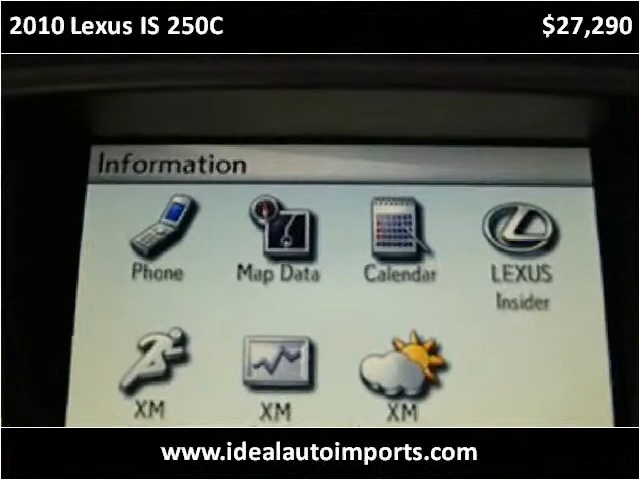 2010 Lexus IS 250C $27,290
Information
Phone Map Data Calendar LEXUS
Insider
XM XM XM
www.idealautoimports.com